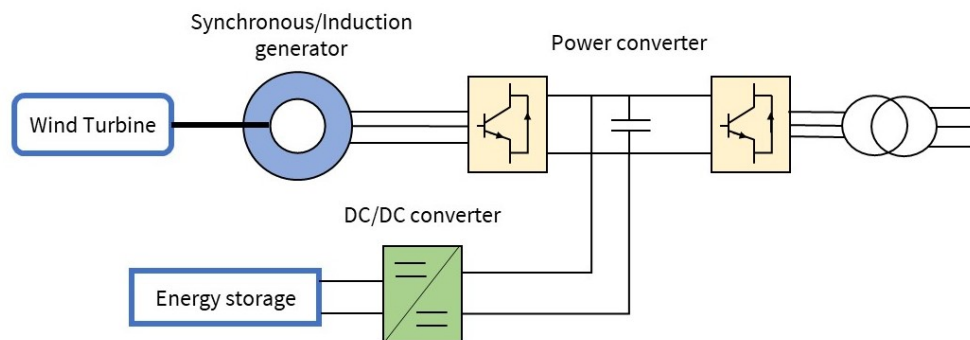 Synchronous/Induction
generator
Power converter
Wind Turbine
DC/DC converter
Energy storage